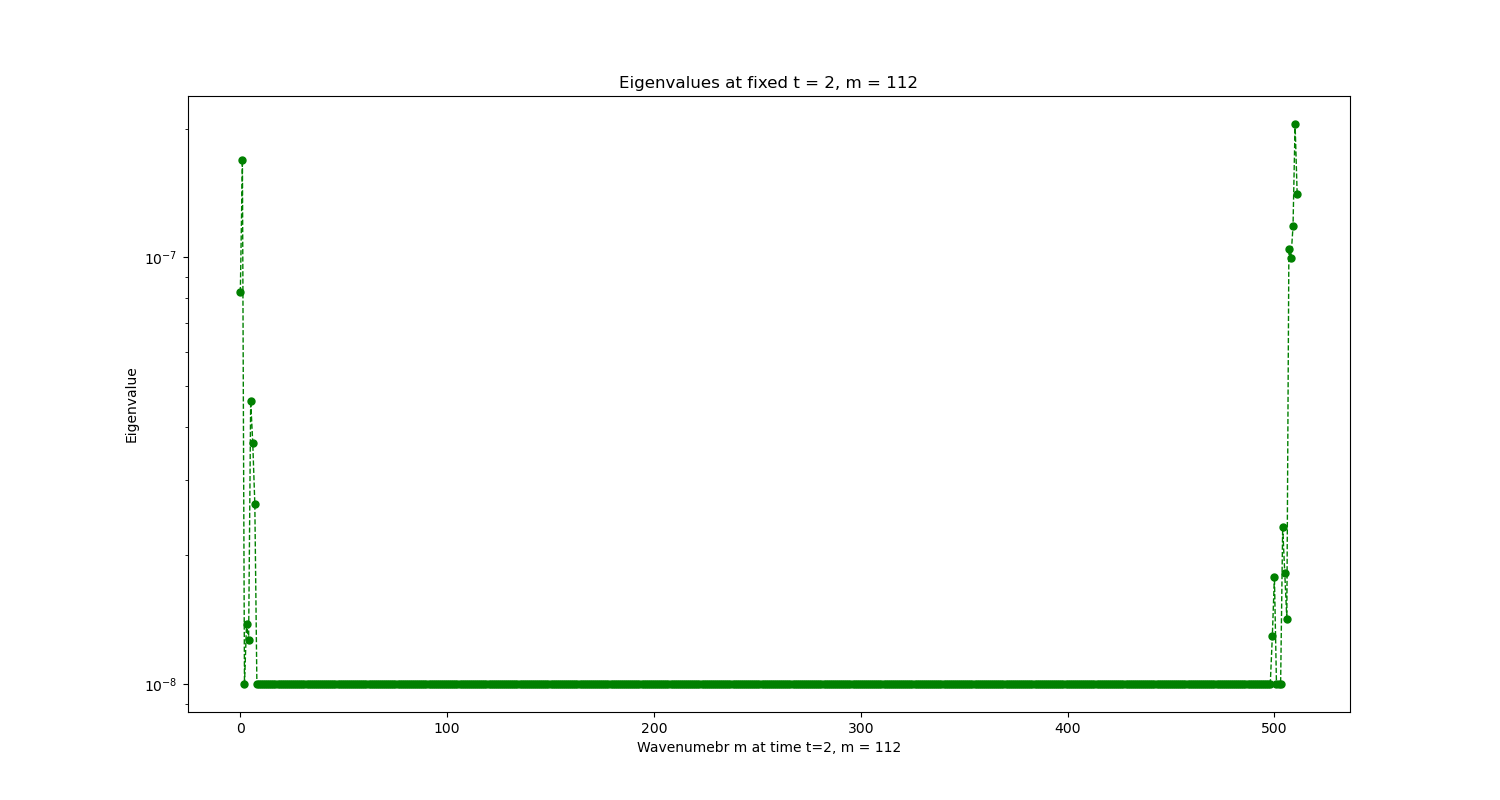 Eigenvalues at fixed t = 2, m = 112
10⁻⁷
10⁻⁸
Eigenvalue
0 100 200 300 400 500
Wavenumebr m at time t=2, m = 112